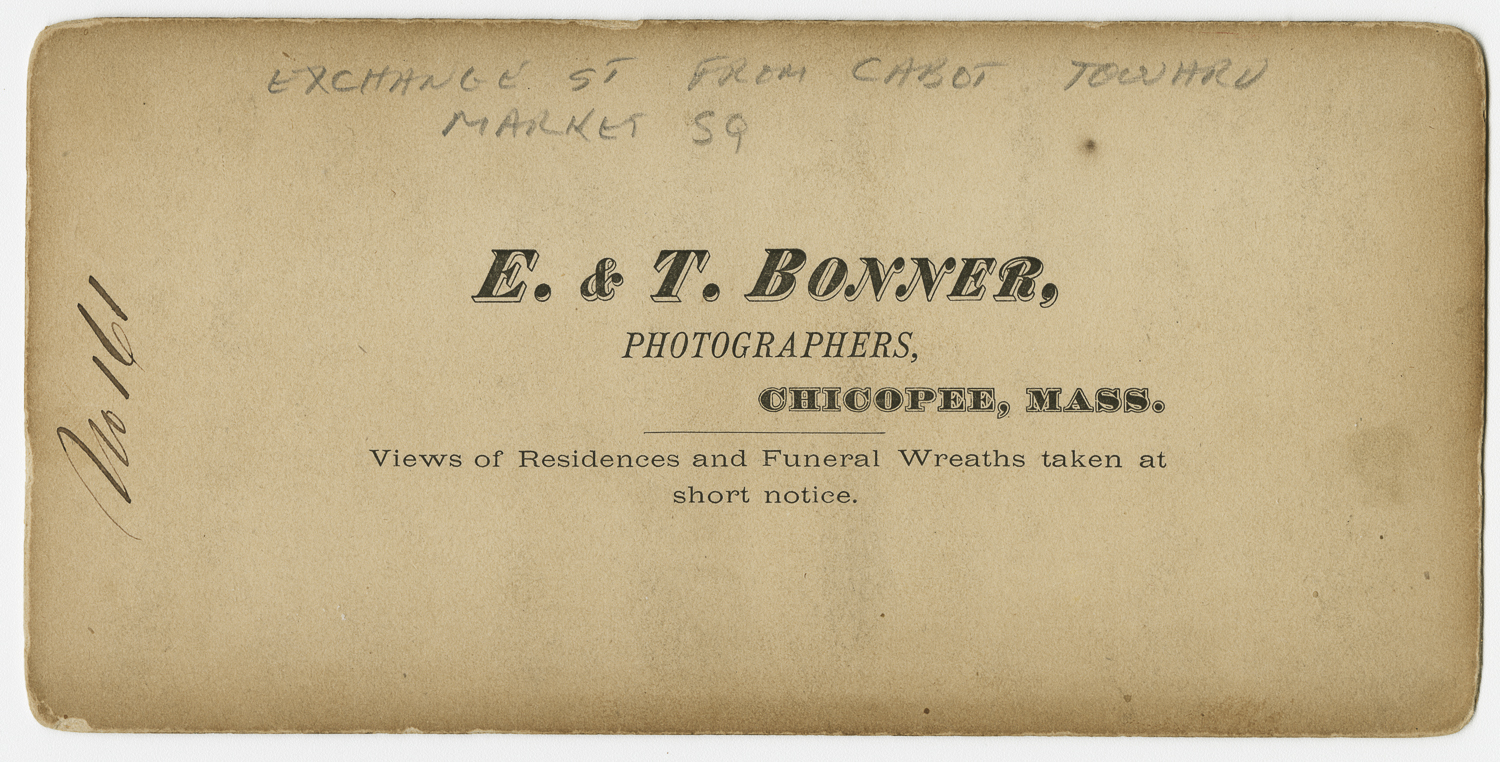 EXCHANGE ST FROM CABOT TOWARD
MARKET SQ
E. & T. BONNER,
PHOTOGRAPHERS,
CHICOPEE, MASS.
Views of Residences and Funeral Wreaths taken at
short notice.
No 161